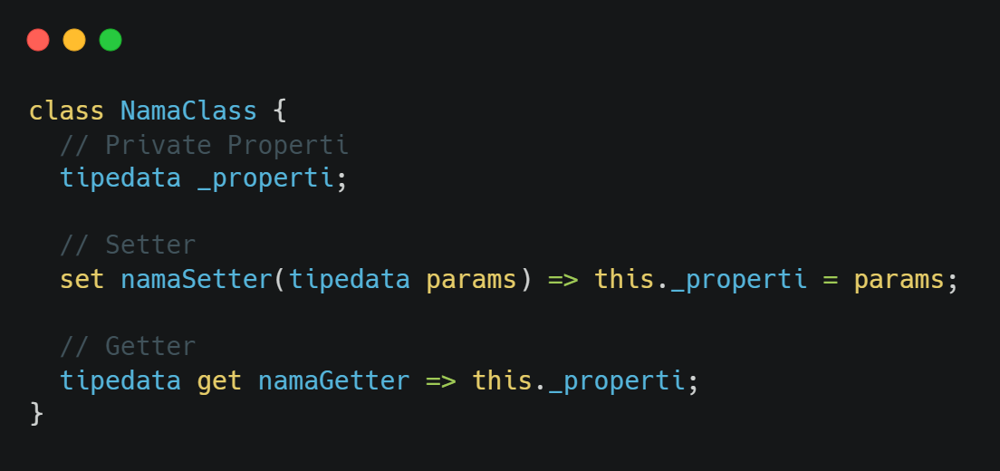 class NamaClass {
  // Private Properti
  tipedata _properti;

  // Setter
  set namaSetter(tipedata params) => this._properti = params;

  // Getter
  tipedata get namaGetter => this._properti;
}